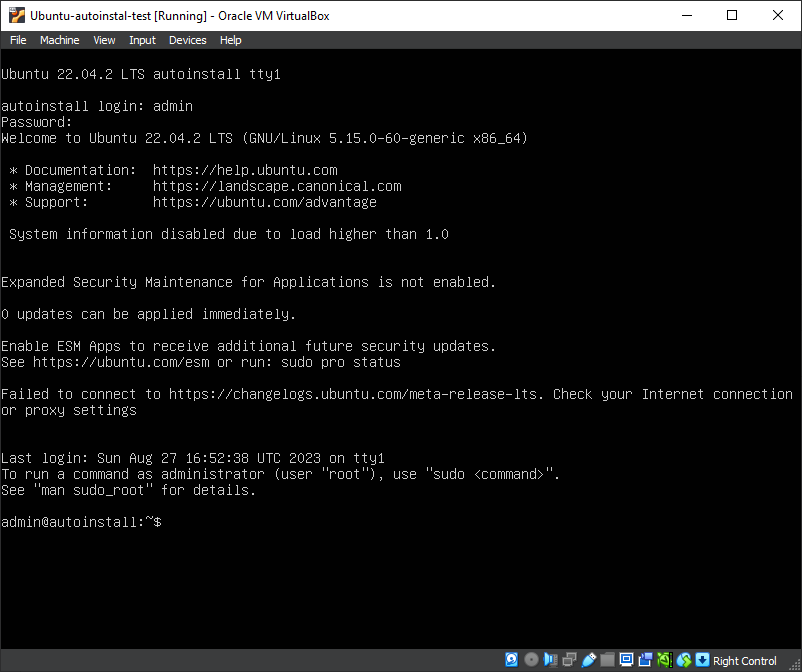 Ubuntu-autoinstal-test [Running] - Oracle VM VirtualBox
File Machine View Input Devices Help
Ubuntu 22.04.2 LTS autoinstall tty1
autoinstall login: admin
Password:
Welcome to Ubuntu 22.04.2 LTS (GNU/Linux 5.15.0-60-generic x86_64)
* Documentation: https://help.ubuntu.com
* Management: https://landscape.canonical.com
* Support: https://ubuntu.com/advantage
System information disabled due to load higher than 1.0
Expanded Security Maintenance for Applications is not enabled.
0 updates can be applied immediately.
Enable ESM Apps to receive additional future security updates.
See https://ubuntu.com/esm or run: sudo pro status
Failed to connect to https://changelogs.ubuntu.com/meta-release-lts. Check your Internet connection
or proxy settings
Last login: Sun Aug 27 16:52:38 UTC 2023 on tty1
To run a command as administrator (user "root"), use "sudo <command>".
See "man sudo_root" for details.
admin@autoinstall:~$
Right Control